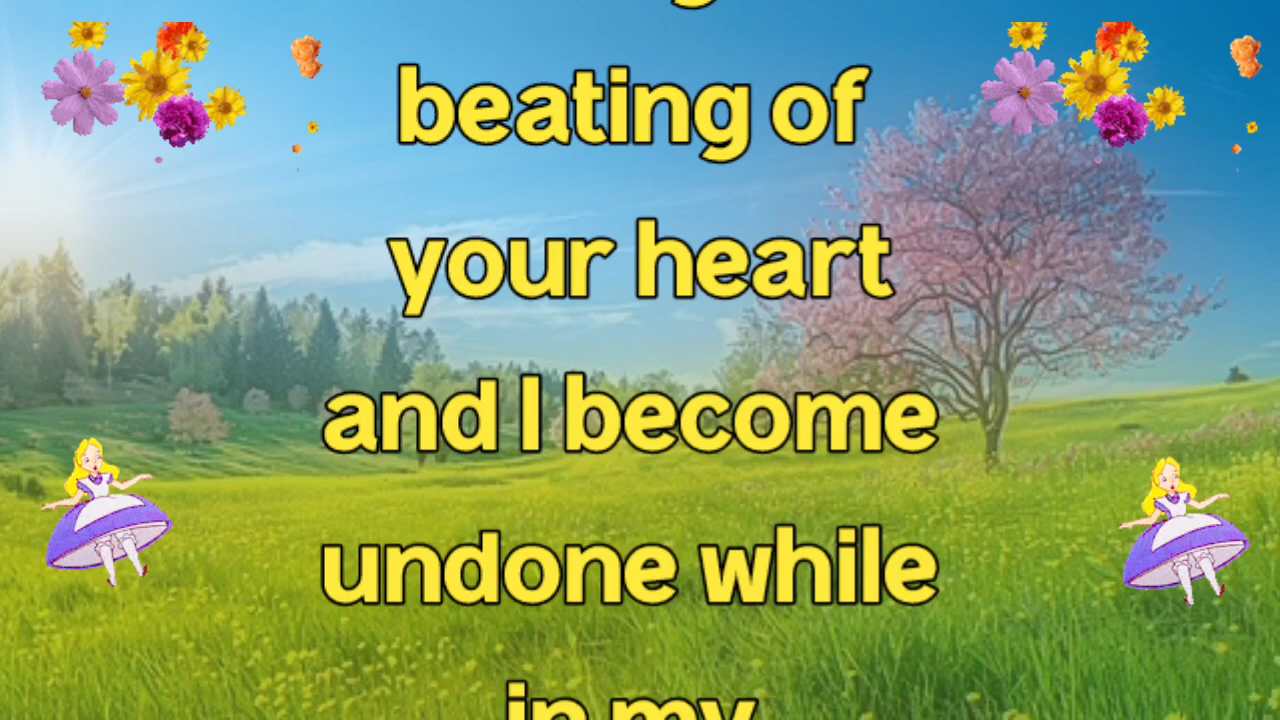 beating of
your heart
and I become
undone while
in my